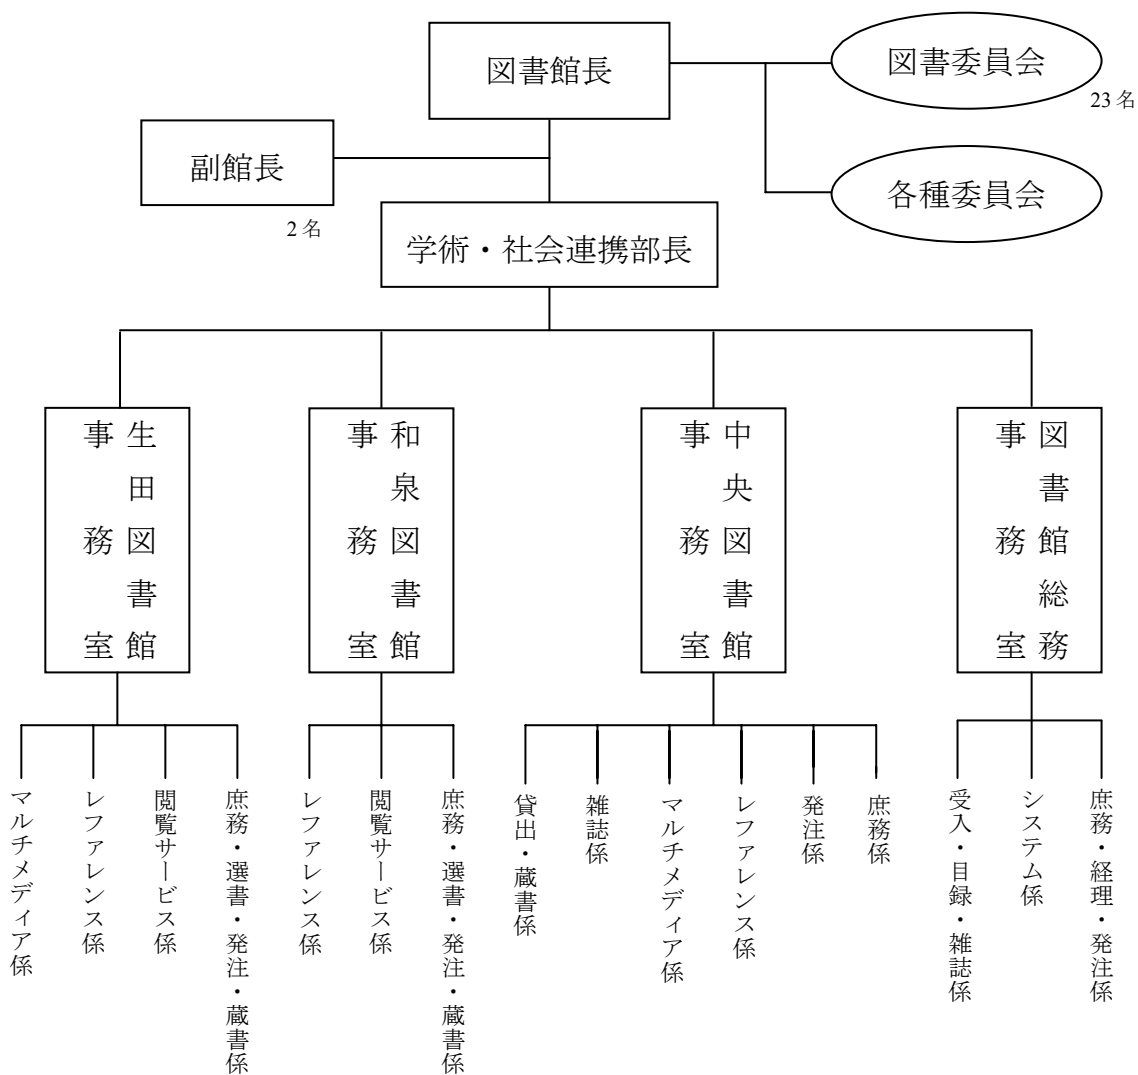 図書館長
図書委員会
23名
副館長
2名
各種委員会
学術・社会連携部長
生田図書館
事務室
和泉図書館
事務室
中央図書館
事務室
図書館総務
事務室
マルチメディア係
レファレンス係
閲覧サービス係
庶務・選書・発注・蔵書係
レファレンス係
閲覧サービス係
庶務・選書・発注・蔵書係
貸出・蔵書係
雑誌係
マルチメディア係
レファレンス係
発注係
庶務係
受入・目録・雑誌係
システム係
庶務・経理・発注係